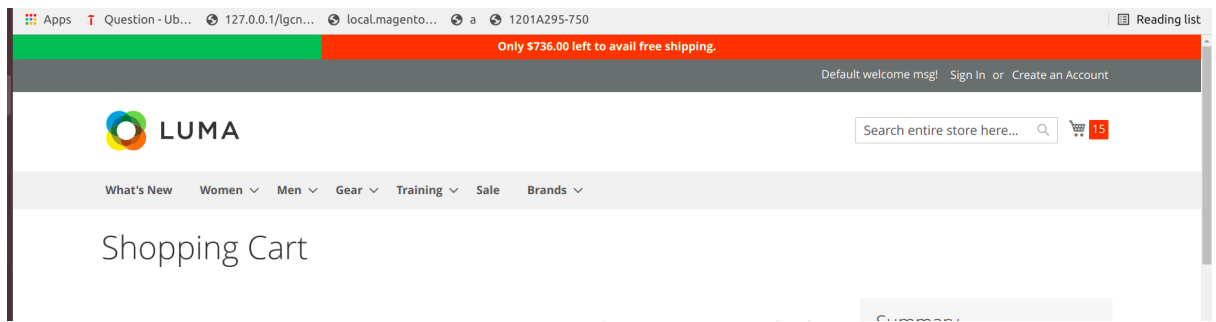 Apps Question - Ub... 127.0.0.1/lgcn... local.magento... a 1201A295-750 Reading list
Only $736.00 left to avail free shipping.
Default welcome msg! Sign In or Create an Account
LUMA Search entire store here... 15
What's New Women Men Gear Training Sale Brands
Shopping Cart